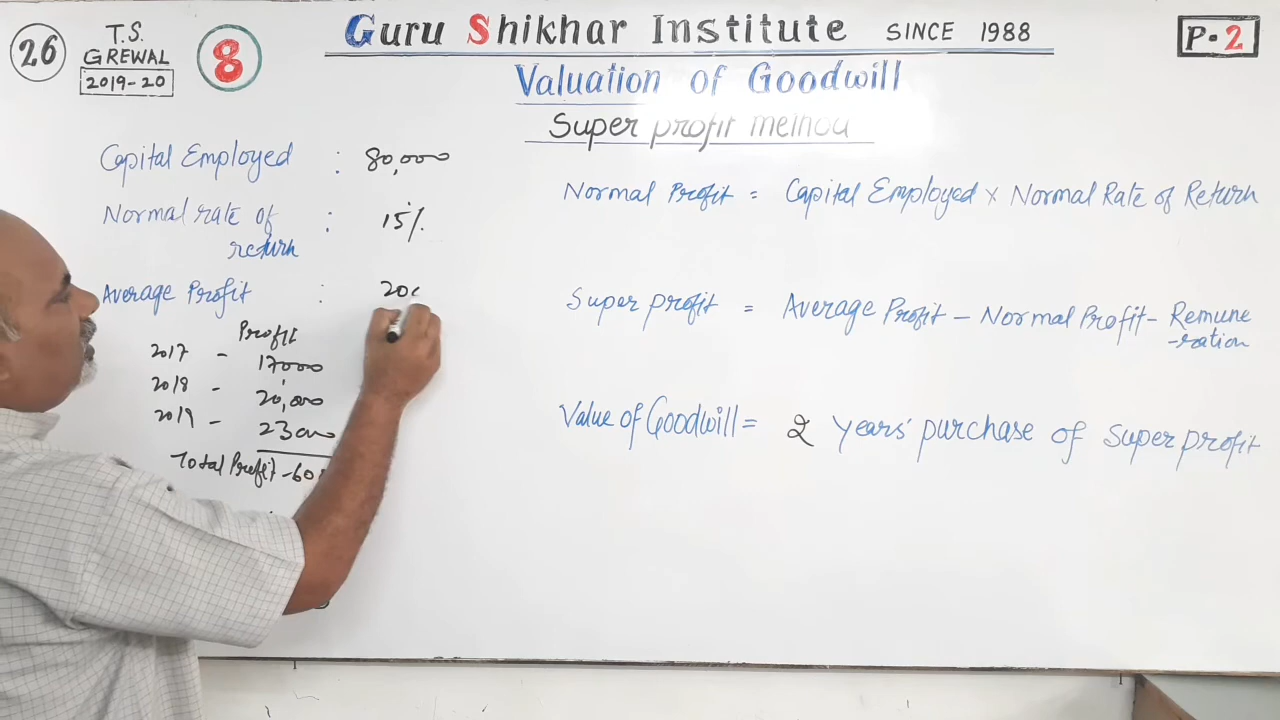 26
T.S.
GREWAL
2019-20
8
Guru Shikhar Institute SINCE 1988
P.2
Valuation of Goodwill
Super profit method
Capital Employed : 80,000
Normal rate of return : 15%
Average Profit : 200
Profit
2017 - 17000
2018 - 20,000
2019 - 23000
Total Profit - 60
Normal Profit = Capital Employed x Normal Rate of Return
Super profit = Average Profit - Normal Profit - Remune
-ration
Value of Goodwill = 2 Years' purchase of Super profit